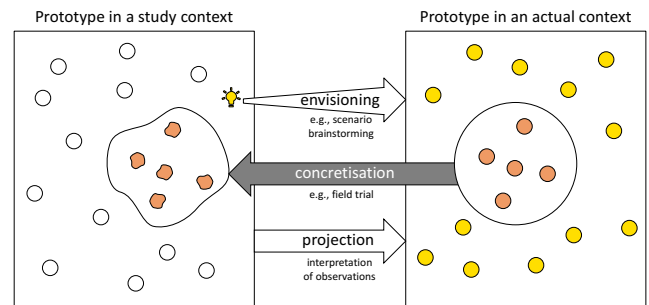 Prototype in a study context
Prototype in an actual context
envisioning
e.g., scenario
brainstorming
concretisation
e.g., field trial
projection
interpretation
of observations